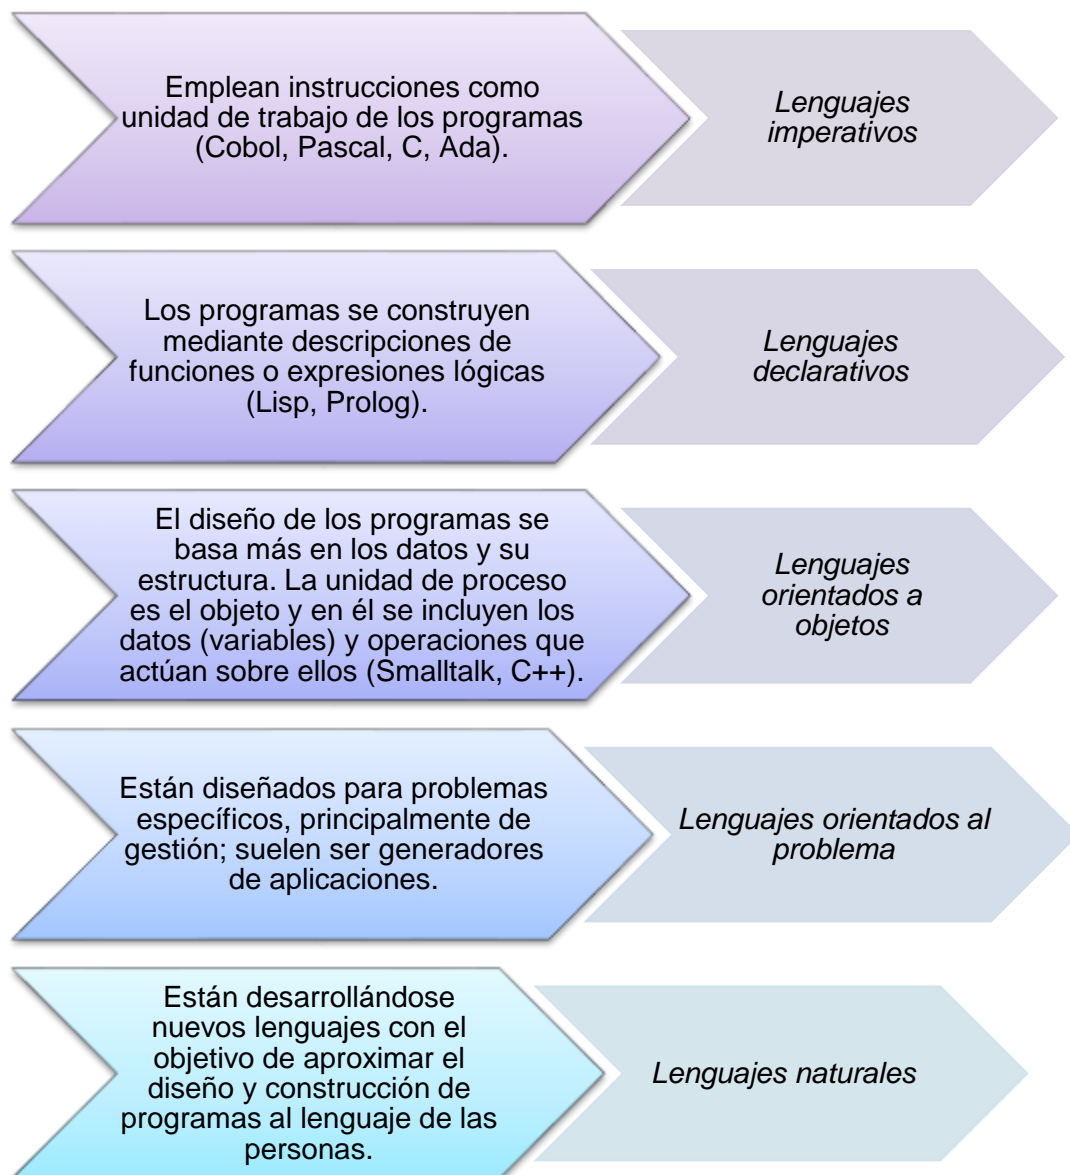 Emplean instrucciones como
unidad de trabajo de los programas
(Cobol, Pascal, C, Ada).
Lenguajes
imperativos
Los programas se construyen
mediante descripciones de
funciones o expresiones lógicas
(Lisp, Prolog).
Lenguajes
declarativos
El diseño de los programas se
basa más en los datos y su
estructura. La unidad de proceso
es el objeto y en él se incluyen los
datos (variables) y operaciones que
actúan sobre ellos (Smalltalk, C++).
Lenguajes
orientados a
objetos
Están diseñados para problemas
específicos, principalmente de
gestión; suelen ser generadores
de aplicaciones.
Lenguajes orientados al
problema
Están desarrollándose
nuevos lenguajes con el
objetivo de aproximar el
diseño y construcción de
programas al lenguaje de las
personas.
Lenguajes naturales